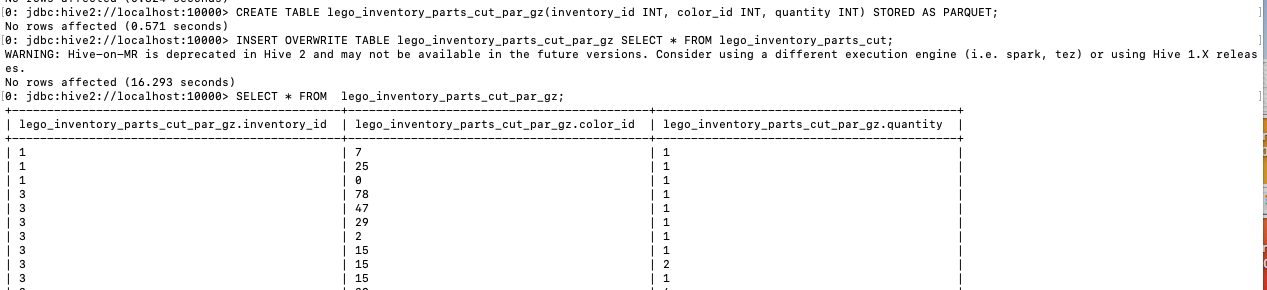 [0: jdbc:hive2://localhost:10000> CREATE TABLE lego_inventory_parts_cut_par_gz(inventory_id INT, color_id INT, quantity INT) STORED AS PARQUET;
No rows affected (0.571 seconds)
[0: jdbc:hive2://localhost:10000> INSERT OVERWRITE TABLE lego_inventory_parts_cut_par_gz SELECT * FROM lego_inventory_parts_cut;
WARNING: Hive-on-MR is deprecated in Hive 2 and may not be available in the future versions. Consider using a different execution engine (i.e. spark, tez) or using Hive 1.X releas
es.
No rows affected (16.293 seconds)
[0: jdbc:hive2://localhost:10000> SELECT * FROM  lego_inventory_parts_cut_par_gz;
| lego_inventory_parts_cut_par_gz.inventory_id | lego_inventory_parts_cut_par_gz.color_id | lego_inventory_parts_cut_par_gz.quantity |
| 1 | 7 | 1 |
| 1 | 25 | 1 |
| 1 | 0 | 1 |
| 3 | 78 | 1 |
| 3 | 47 | 1 |
| 3 | 29 | 1 |
| 3 | 2 | 1 |
| 3 | 15 | 1 |
| 3 | 15 | 2 |
| 3 | 15 | 1 |